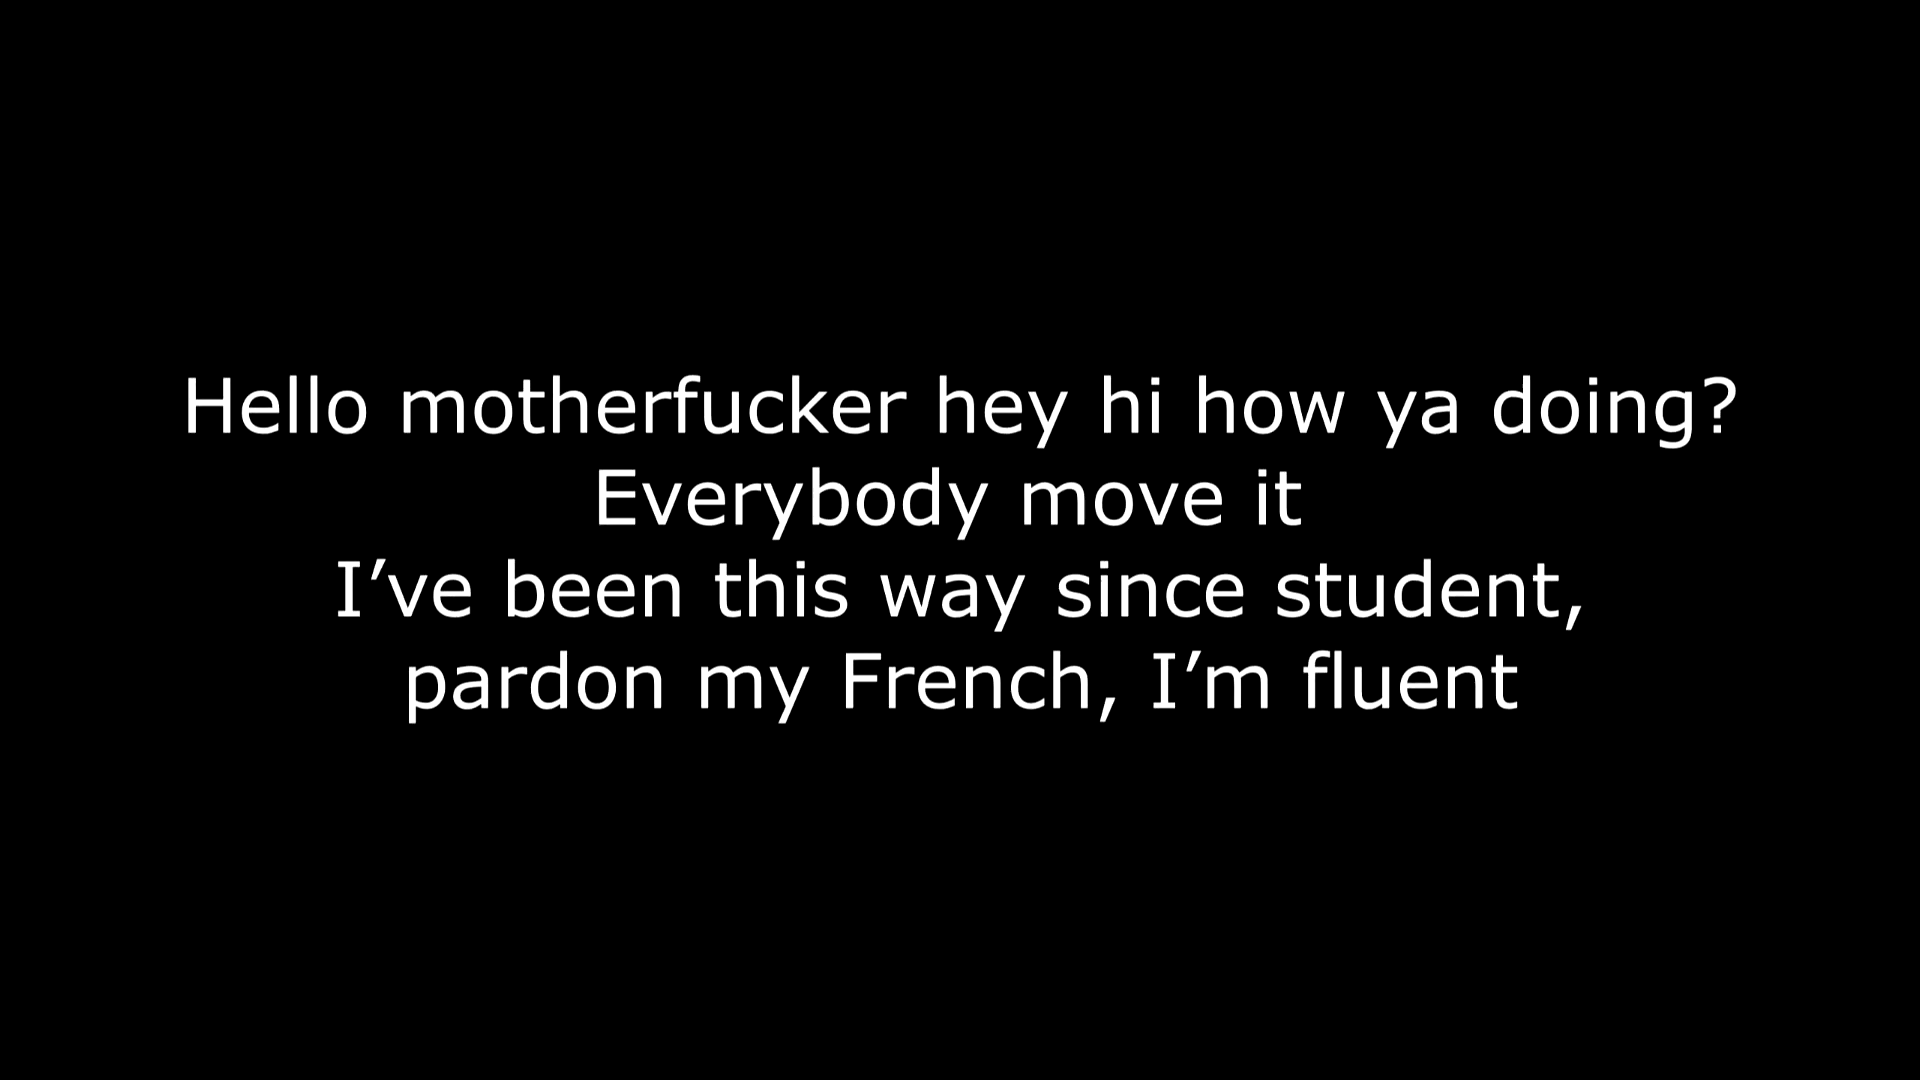 Hello motherfucker hey hi how ya doing?
Everybody move it
I’ve been this way since student,
pardon my French, I’m fluent